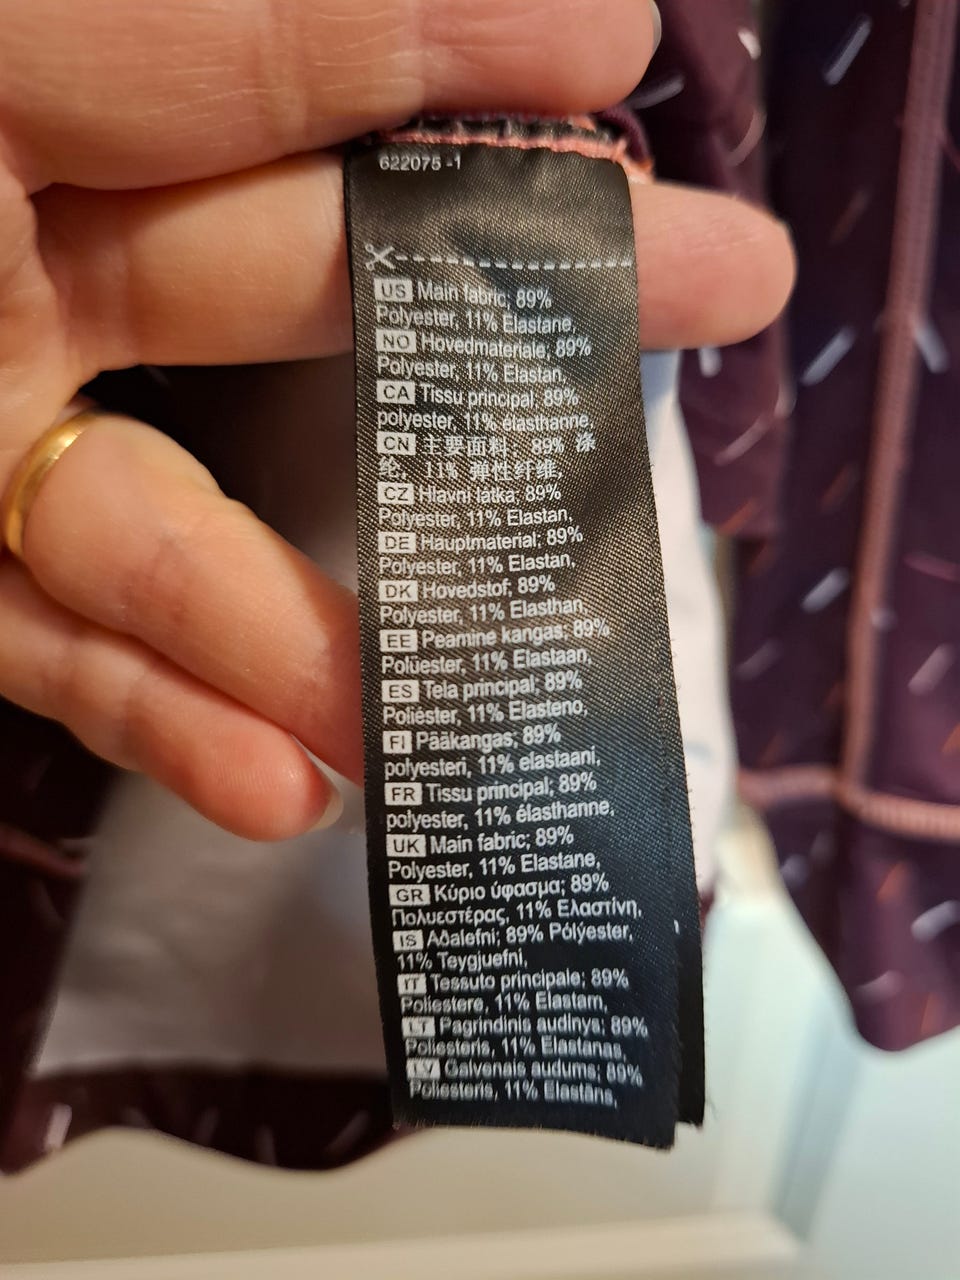 622075 -1
US Main fabric; 89%
Polyester, 11% Elastane,
NO Hovedmateriale; 89%
Polyester, 11% Elastan,
CA Tissu principal; 89%
polyester, 11% élasthanne,
CN 主要面料; 89% 涤
纶, 11% 弹性纤维,
CZ Hlavní látka; 89%
Polyester, 11% Elastan,
DE Hauptmaterial; 89%
Polyester, 11% Elastan,
DK Hovedstof; 89%
Polyester, 11% Elasthan,
EE Peamine kangas; 89%
Polüester, 11% Elastaan,
ES Tela principal; 89%
Poliéster, 11% Elasteno,
FI Pääkangas; 89%
polyesteri, 11% elastaani,
FR Tissu principal; 89%
polyester, 11% élasthanne,
UK Main fabric; 89%
Polyester, 11% Elastane,
GR Κύριο ύφασμα; 89%
Πολυεστέρας, 11% Ελαστίνη,
IS Aðalefni; 89% Pólýester,
11% Teygjuefni,
IT Tessuto principale; 89%
Poliestere, 11% Elastam,
LT Pagrindinis audinys; 89%
Poliesteris, 11% Elastanas,
LV Galvenais audums; 89%
Poliesteris, 11% Elastāns,